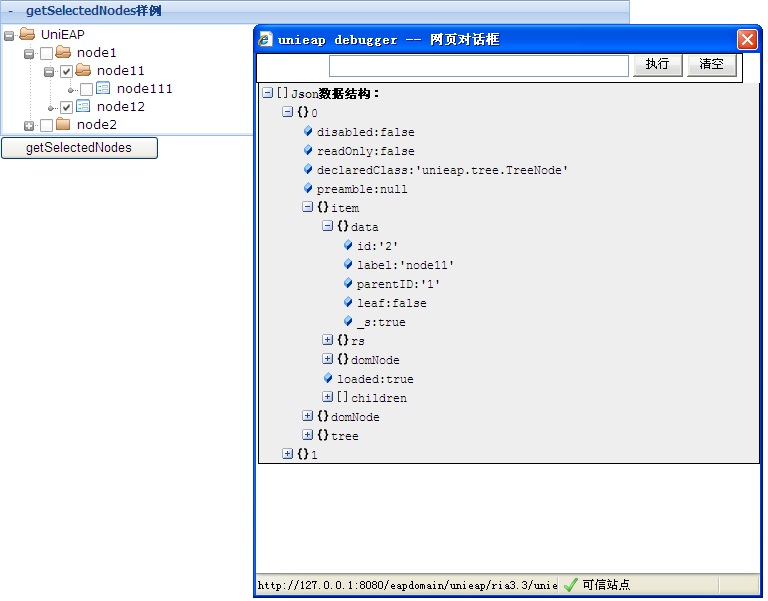 - getSelectedNodes样例
UniEAP
node1
node11
node111
node12
node2
getSelectedNodes
unieap debugger -- 网页对话框
执行 清空
[]Json数据结构：
{}0
disabled:false
readOnly:false
declaredClass:'unieap.tree.TreeNode'
preamble:null
{}item
{}data
id:'2'
label:'node11'
parentID:'1'
leaf:false
_s:true
{}rs
{}domNode
loaded:true
[]children
{}domNode
{}tree
{}1
http://127.0.0.1:8080/eapdomain/unieap/ria3.3/unie 可信站点